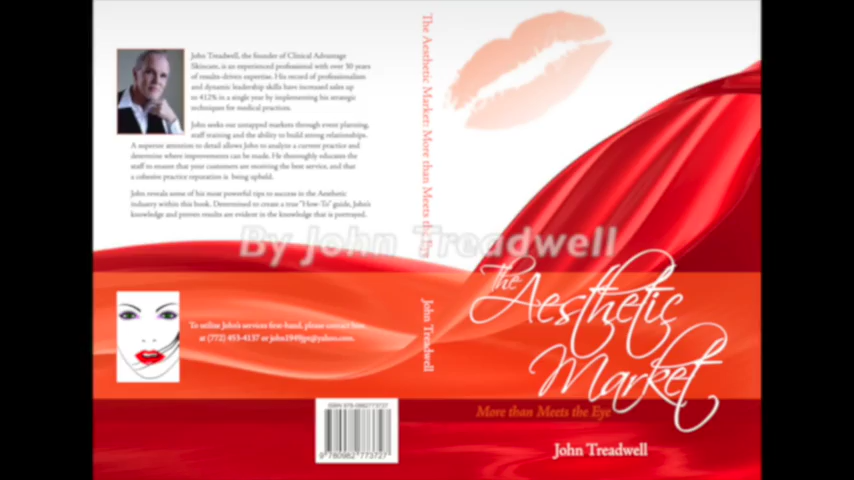 John Treadwell, the founder of Clinical Advantage
Skincare, is an experienced professional with over 30 years
of results-driven expertise. His record of professionalism
and dynamic leadership skills have increased sales up
to 412% in a single year by implementing his strategic
techniques for medical practices.
John seeks out untapped markets through event planning,
staff training and the ability to build strong relationships.
A superior attention to detail allows John to analyze a current practice and
determine where improvements can be made. He thoroughly educates the
staff to ensure that your customers are receiving the best service, and that
a cohesive practice reputation is being upheld.
John reveals some of his most powerful tips to success in the Aesthetic
industry within this book. Determined to create a true "How-To" guide, John's
knowledge and proven results are evident in the knowledge that is portrayed.
To utilize John's services first-hand, please contact him
at (772) 453-4137 or john1949jpt@yahoo.com.
ISBN 978-0982773727
9 780982 773727
The Aesthetic Market: More than Meets the Eye
John Treadwell
By John Treadwell
The
Aesthetic
Market
More than Meets the Eye
John Treadwell